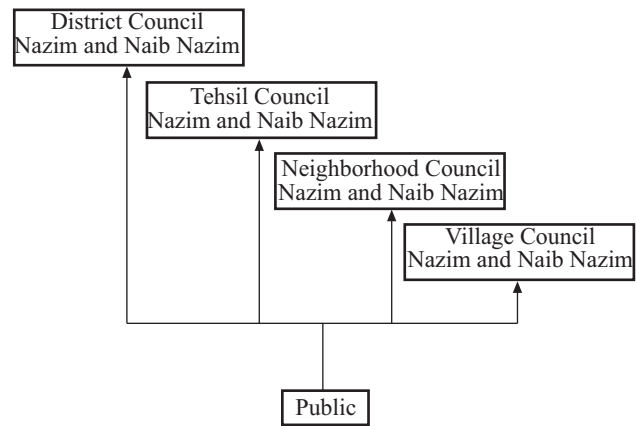 District Council
Nazim and Naib Nazim
Tehsil Council
Nazim and Naib Nazim
Neighborhood Council
Nazim and Naib Nazim
Village Council
Nazim and Naib Nazim
Public